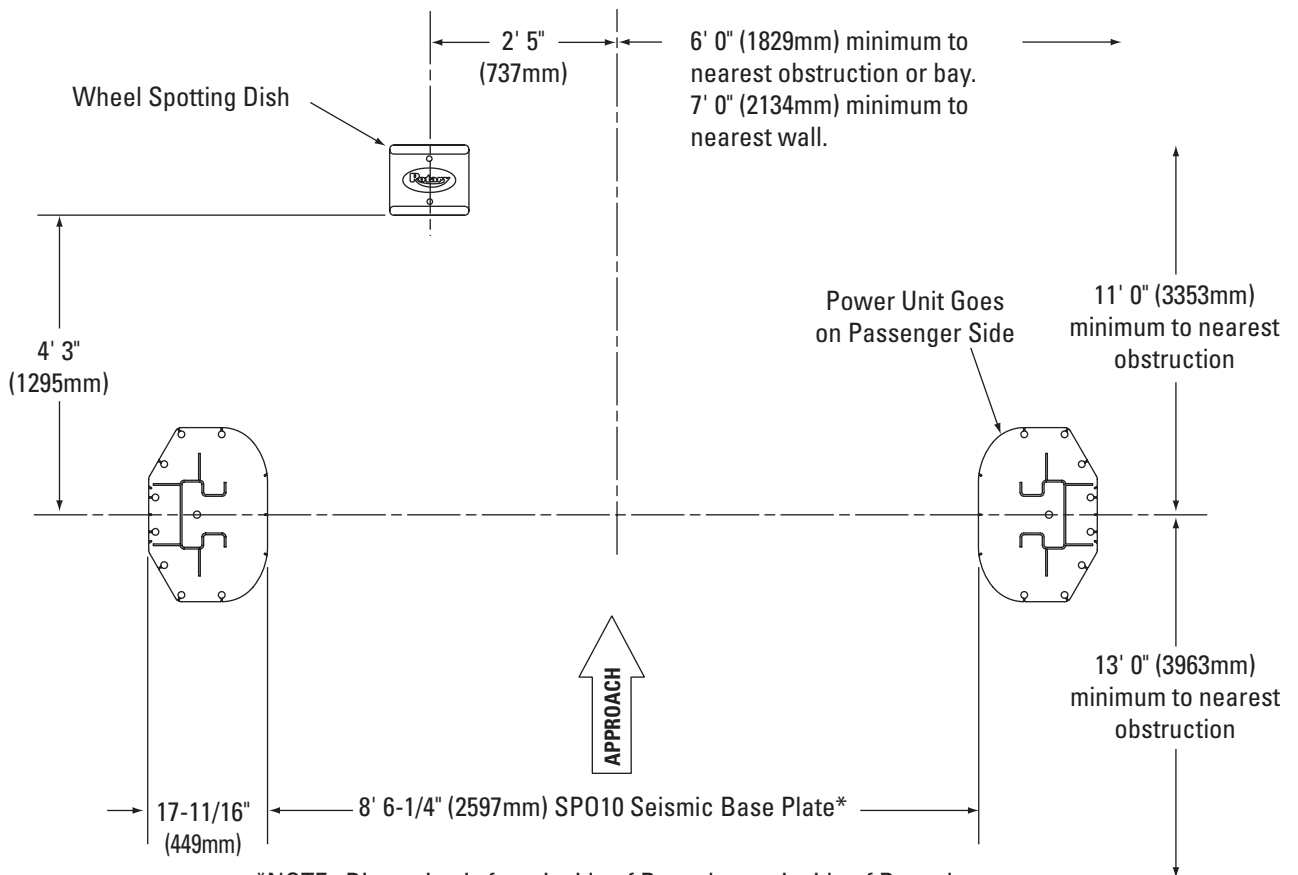 2' 5"
(737mm)
6' 0" (1829mm) minimum to
nearest obstruction or bay.
7' 0" (2134mm) minimum to
nearest wall.
Wheel Spotting Dish
Rotary
4' 3"
(1295mm)
Power Unit Goes
on Passenger Side
11' 0" (3353mm)
minimum to nearest
obstruction
APPROACH
13' 0" (3963mm)
minimum to nearest
obstruction
17-11/16"
(449mm)
8' 6-1/4" (2597mm) SPO10 Seismic Base Plate*